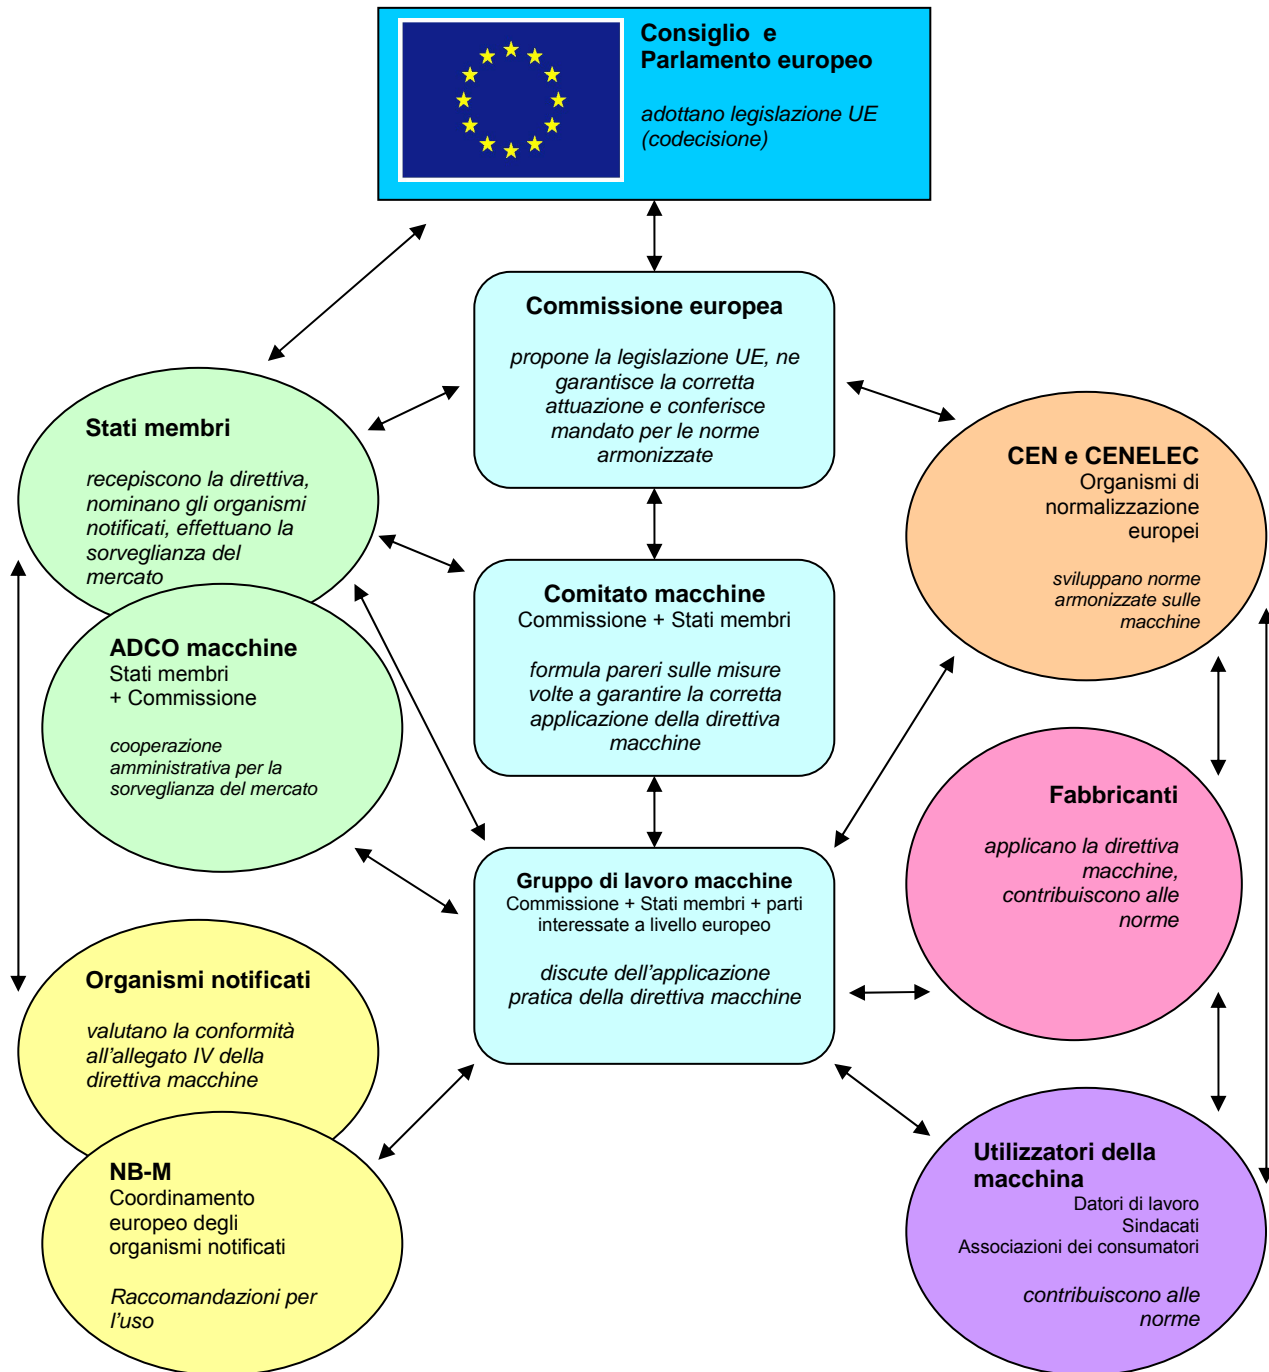 Consiglio e
Parlamento europeo
adottano legislazione UE
(codecisione)
Commissione europea
propone la legislazione UE, ne
garantisce la corretta
attuazione e conferisce
mandato per le norme
armonizzate
Stati membri
recepiscono la direttiva,
nominano gli organismi
notificati, effettuano la
sorveglianza del
mercato
CEN e CENELEC
Organismi di
normalizzazione
europei
sviluppano norme
armonizzate sulle
macchine
Comitato macchine
Commissione + Stati membri
formula pareri sulle misure
volte a garantire la corretta
applicazione della direttiva
macchine
ADCO macchine
Stati membri
+ Commissione
cooperazione
amministrativa per la
sorveglianza del mercato
Fabbricanti
applicano la direttiva
macchine,
contribuiscono alle
norme
Gruppo di lavoro macchine
Commissione + Stati membri + parti
interessate a livello europeo
discute dell'applicazione
pratica della direttiva macchine
Organismi notificati
valutano la conformità
all'allegato IV della
direttiva macchine
NB-M
Coordinamento
europeo degli
organismi notificati
Raccomandazioni per
l'uso
Utilizzatori della
macchina
Datori di lavoro
Sindacati
Associazioni dei consumatori
contribuiscono alle
norme